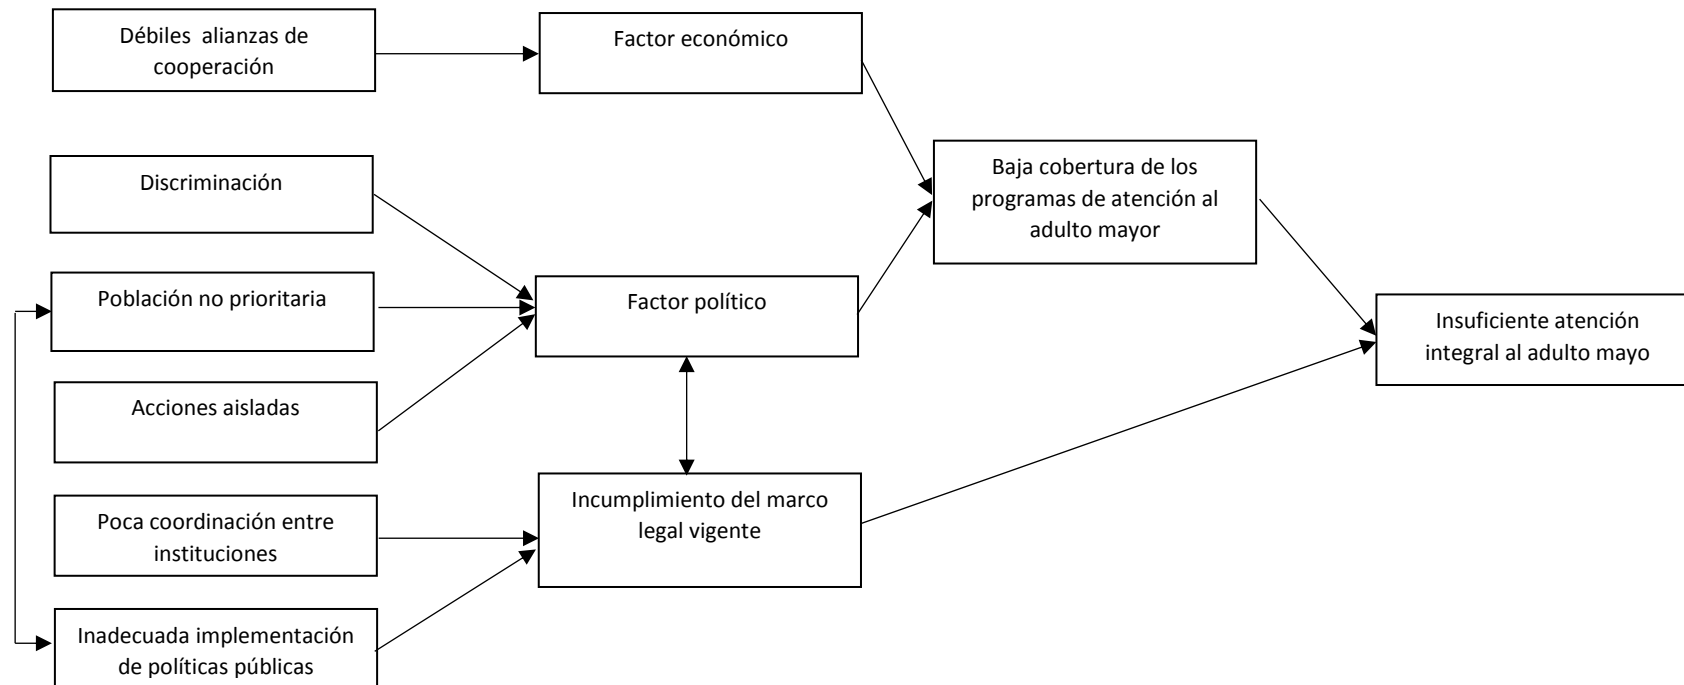 Débiles alianzas de
cooperación
Factor económico
Discriminación
Baja cobertura de los
programas de atención al
adulto mayor
Población no prioritaria
Factor político
Insuficiente atención
integral al adulto mayo
Acciones aisladas
Poca coordinación entre
instituciones
Incumplimiento del marco
legal vigente
Inadecuada implementación
de políticas públicas